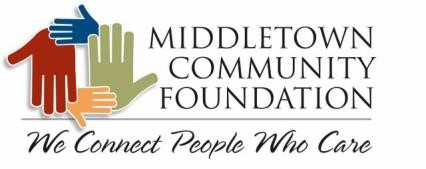 MIDDLETOWN
COMMUNITY
FOUNDATION
We Connect People Who Care